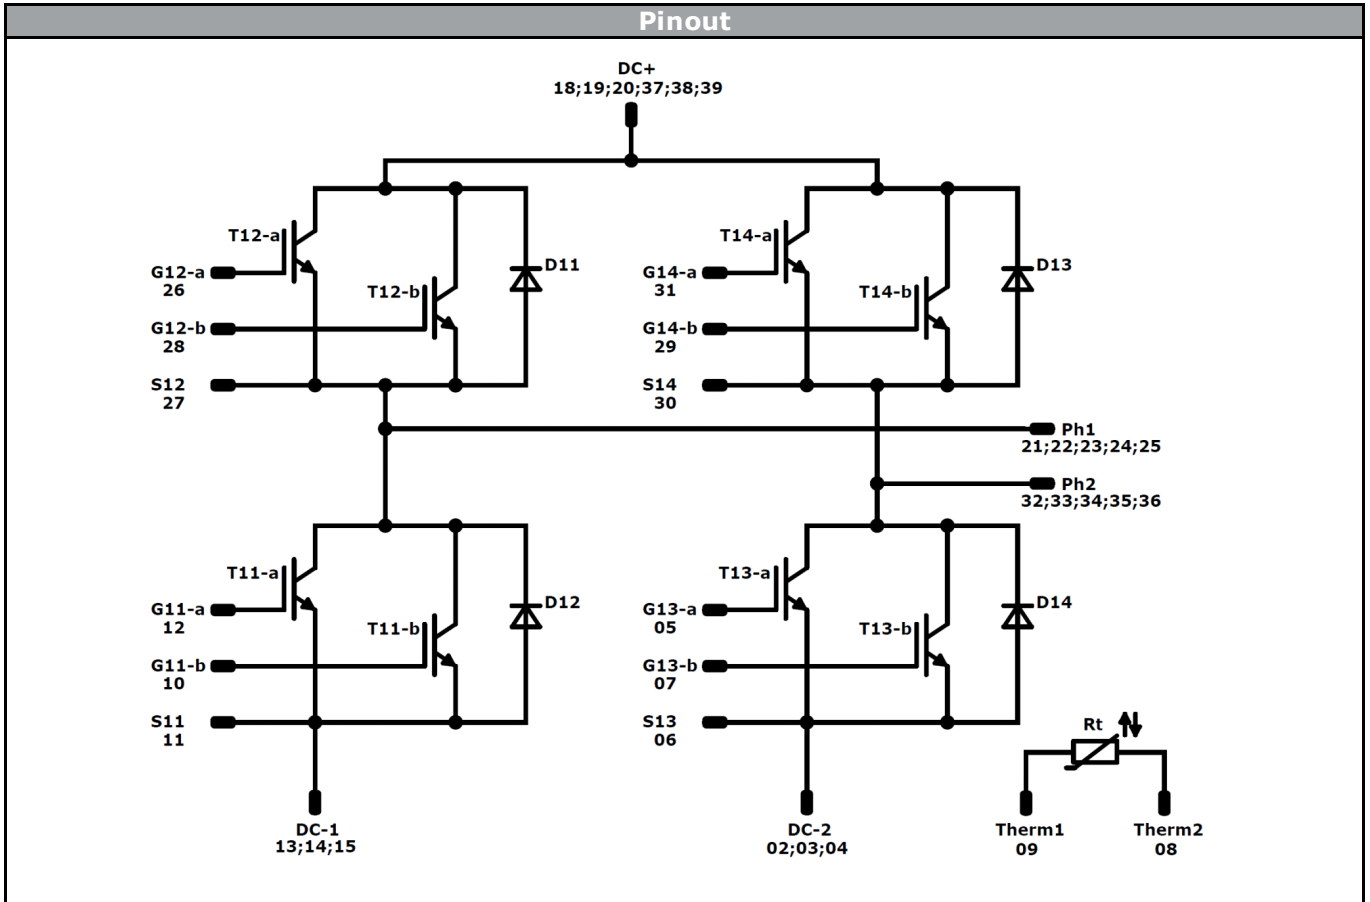 Pinout
DC+
18;19;20;37;38;39
T12-a
T14-a
G12-a
26
D11
G14-a
31
D13
T12-b
T14-b
G12-b
28
G14-b
29
S12
27
S14
30
Ph1
21;22;23;24;25
Ph2
32;33;34;35;36
T11-a
T13-a
G11-a
12
D12
G13-a
05
D14
T11-b
T13-b
G11-b
10
G13-b
07
S11
11
S13
06
Rt
DC-1
13;14;15
DC-2
02;03;04
Therm1
09
Therm2
08